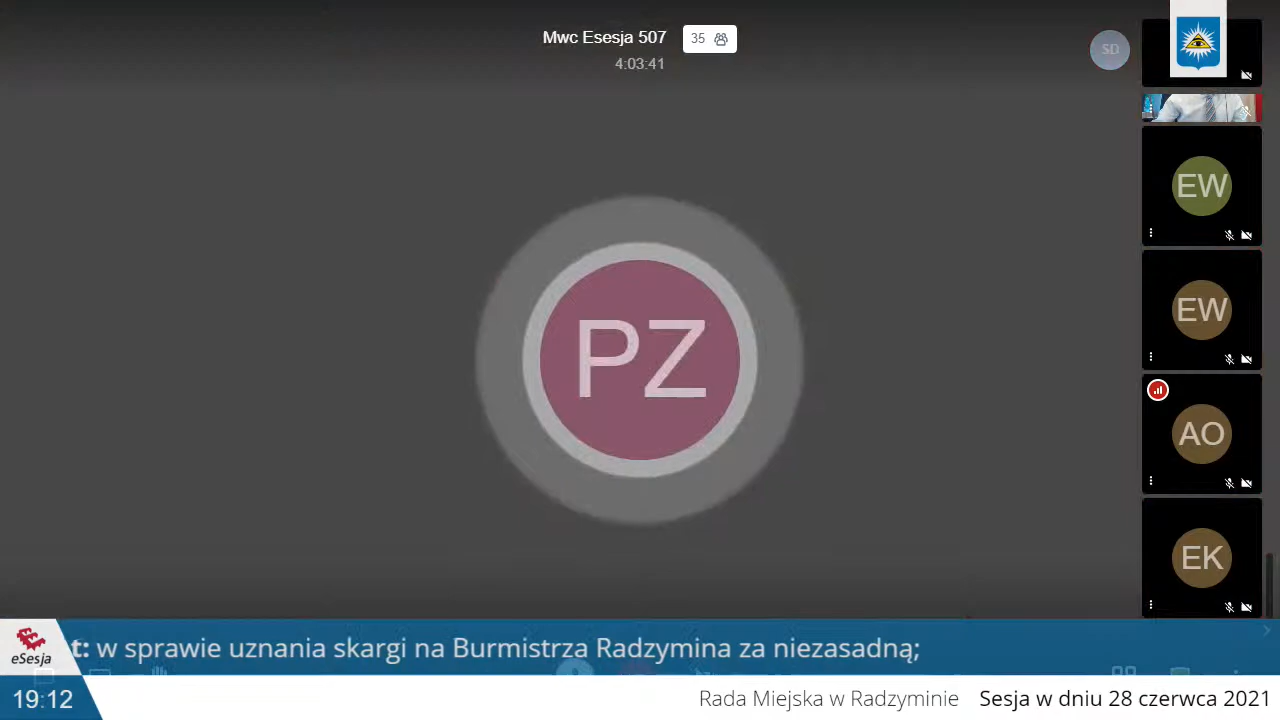 Mwc Esesja 507
35
4:03:41
SD
EW
EW
PZ
AO
EK
t: w sprawie uznania skargi na Burmistrza Radzymina za niezasadną;
eSesja
19:12
Rada Miejska w Radzyminie
Sesja w dniu 28 czerwca 2021